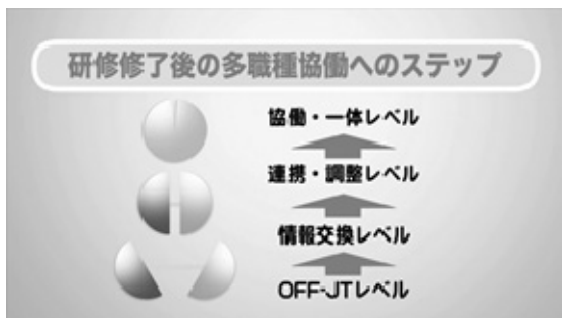 研修修了後の多職種協働へのステップ
協働・一体レベル
連携・調整レベル
情報交換レベル
OFF-JTレベル